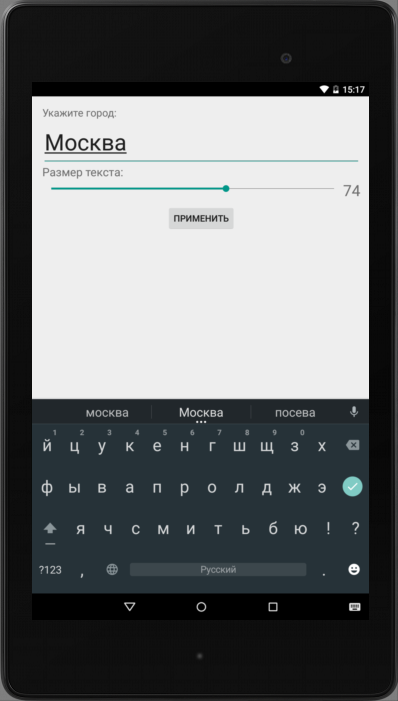 15:17
Укажите город:
Москва
Размер текста:
74
ПРИМЕНИТЬ
москва Москва посева
1 2 3 4 5 6 7 8 9 0
й ц у к е н г ш щ з х
ф ы в а п р о л д ж э
я ч с м и т ь б ю ! ?
?123 , Русский .